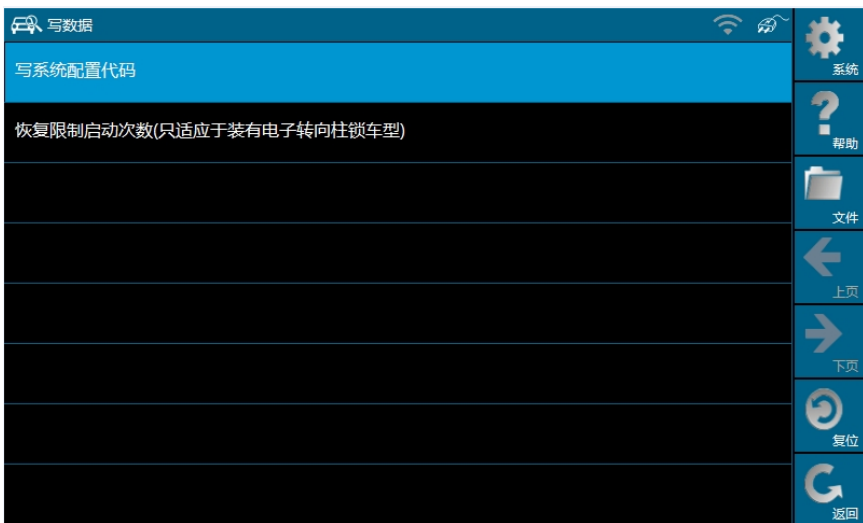 写数据
写系统配置代码
恢复限制启动次数(只适应于装有电子转向柱锁车型)
系统
帮助
文件
上页
下页
复位
返回